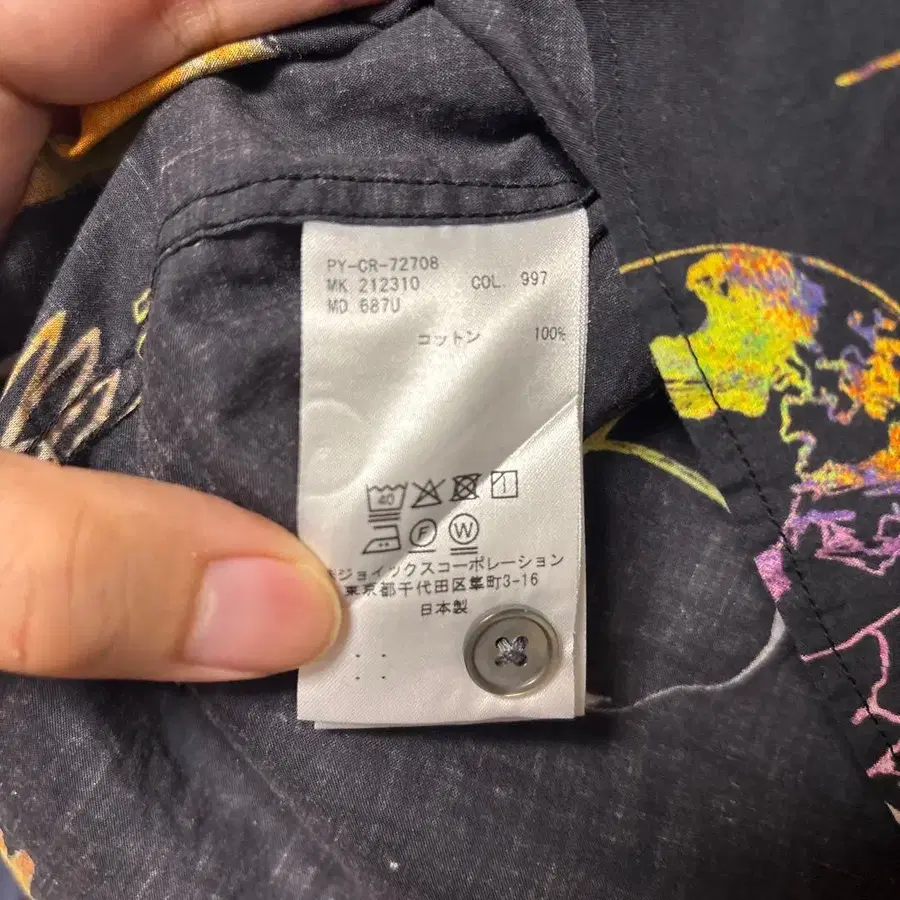 PY-CR-72708
MK 212310 COL. 997
MD 687U
コットン 100%
40
F W
ジョイックスコーポレーション
東京都千代田区隼町3-16
日本製